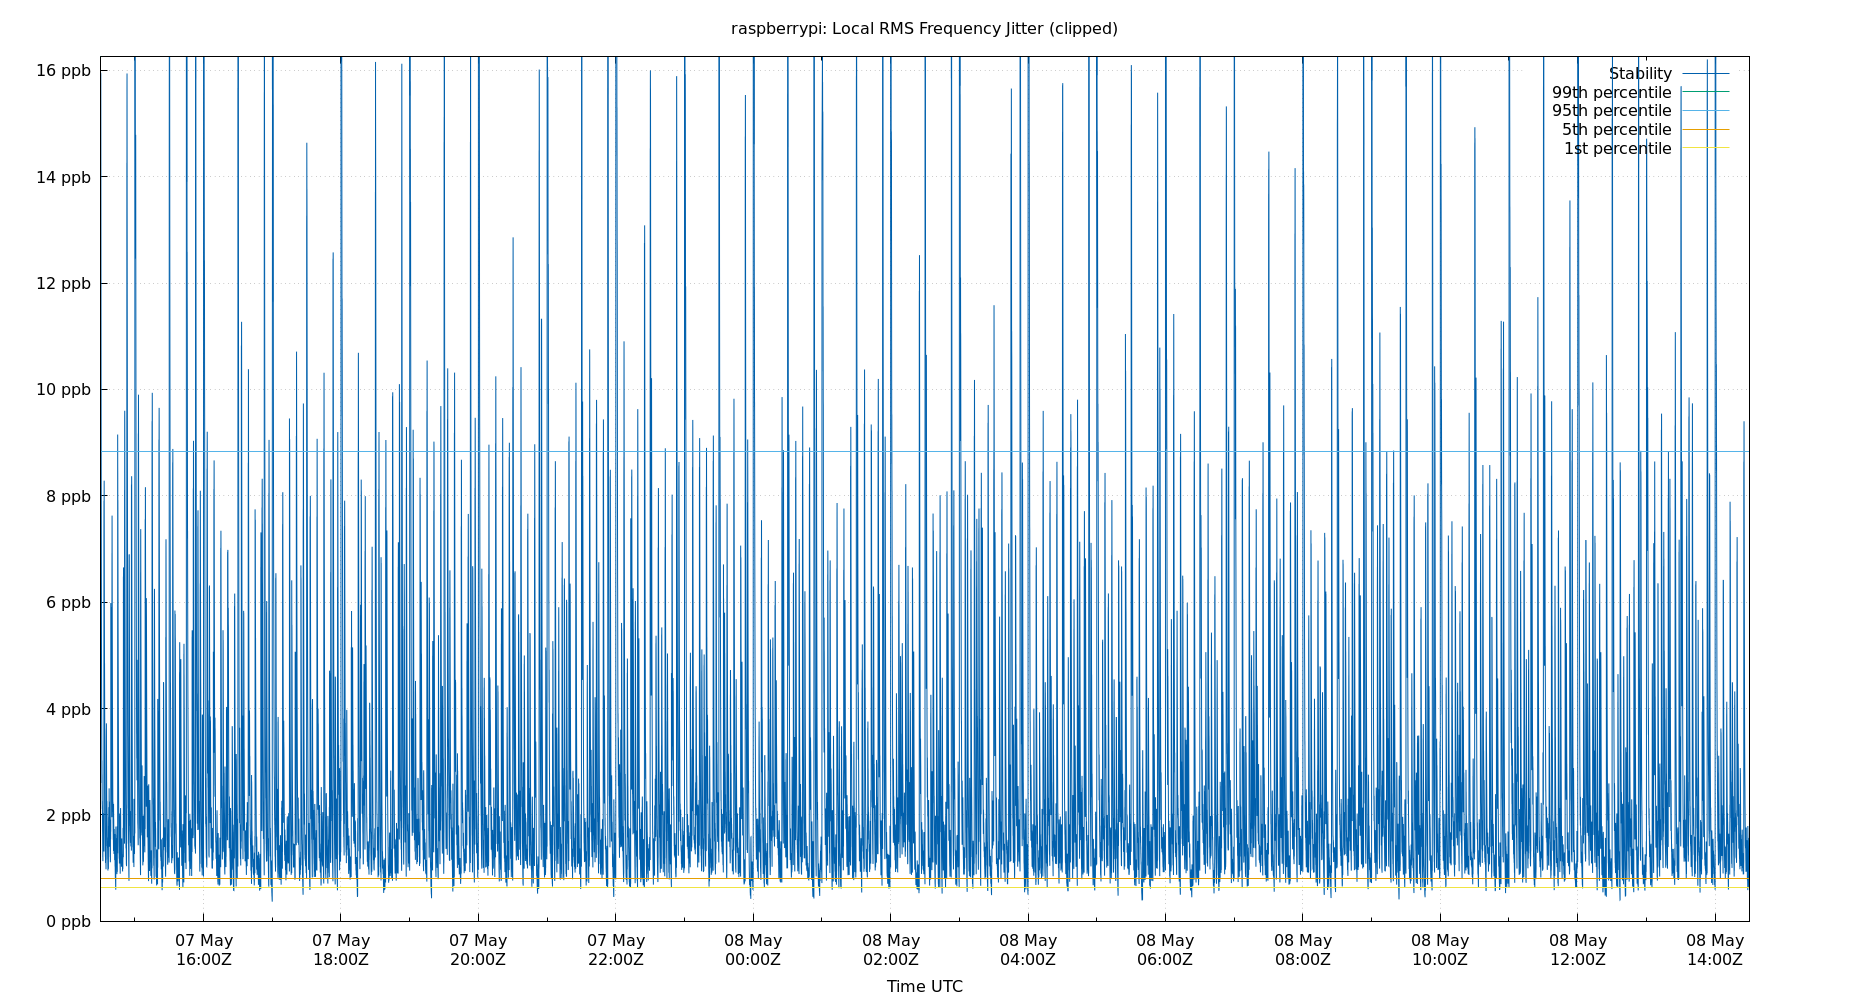 raspberrypi: Local RMS Frequency Jitter (clipped)
16 ppb
14 ppb
12 ppb
10 ppb
8 ppb
6 ppb
4 ppb
2 ppb
0 ppb
Stability
99th percentile
95th percentile
5th percentile
1st percentile
07 May 07 May 07 May 07 May 08 May 08 May 08 May 08 May 08 May 08 May 08 May 08 May
16:00Z 18:00Z 20:00Z 22:00Z 00:00Z 02:00Z 04:00Z 06:00Z 08:00Z 10:00Z 12:00Z 14:00Z
Time UTC